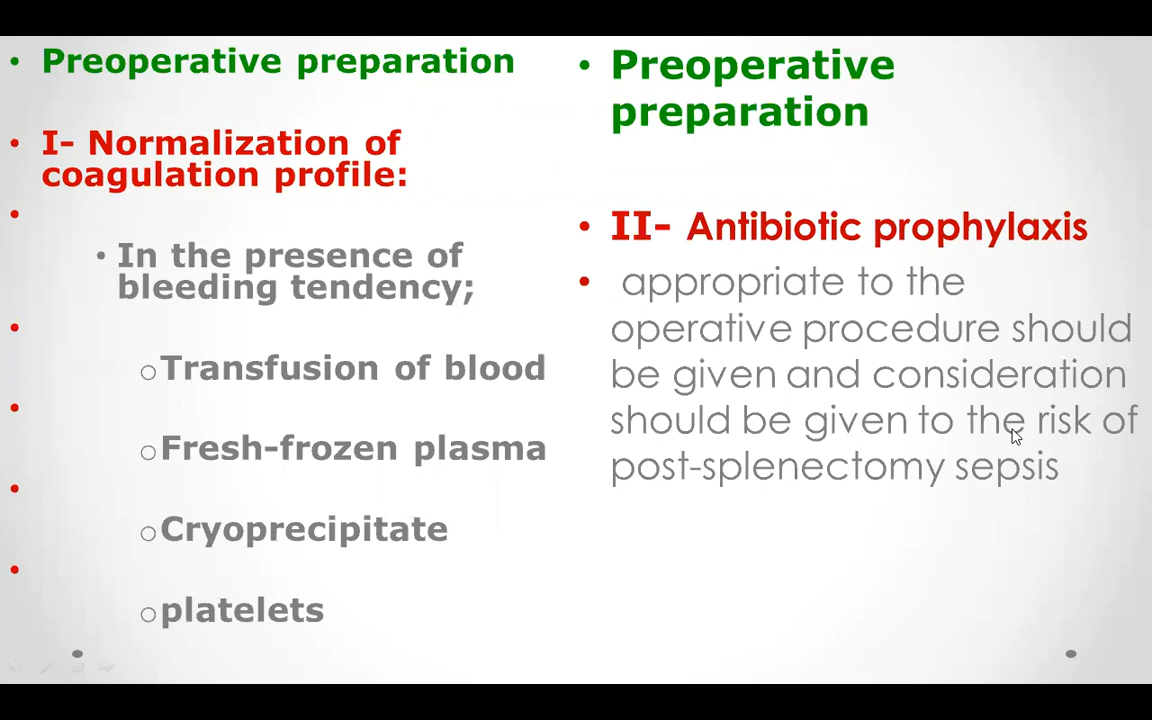 Preoperative preparation
I- Normalization of
coagulation profile:
In the presence of
bleeding tendency;
Transfusion of blood
Fresh-frozen plasma
Cryoprecipitate
platelets
Preoperative
preparation
II- Antibiotic prophylaxis
appropriate to the
operative procedure should
be given and consideration
should be given to the risk of
post-splenectomy sepsis